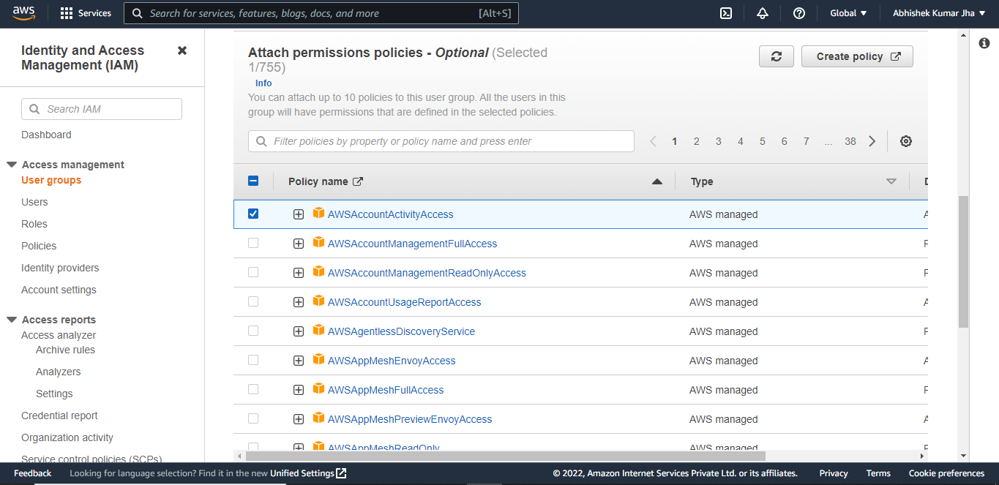 aws
Services
Search for services, features, blogs, docs, and more
[Alt+S]
Global
Abhishek Kumar Jha
Identity and Access
Management (IAM)
Search IAM
Dashboard
Access management
User groups
Users
Roles
Policies
Identity providers
Account settings
Access reports
Access analyzer
Archive rules
Analyzers
Settings
Credential report
Organization activity
Service control policies (SCPs)
Attach permissions policies - Optional (Selected
1/755)
Info
You can attach up to 10 policies to this user group. All the users in this
group will have permissions that are defined in the selected policies.
Create policy
Filter policies by property or policy name and press enter
1 2 3 4 5 6 7 ... 38
Policy name Type
AWSAccountActivityAccess AWS managed
AWSAccountManagementFullAccess AWS managed
AWSAccountManagementReadOnlyAccess AWS managed
AWSAccountUsageReportAccess AWS managed
AWSAgentlessDiscoveryService AWS managed
AWSAppMeshEnvoyAccess AWS managed
AWSAppMeshFullAccess AWS managed
AWSAppMeshPreviewEnvoyAccess AWS managed
AWSAppMeshReadOnly AWS managed
Feedback
Looking for language selection? Find it in the new Unified Settings
© 2022, Amazon Internet Services Private Ltd. or its affiliates.
Privacy
Terms
Cookie preferences